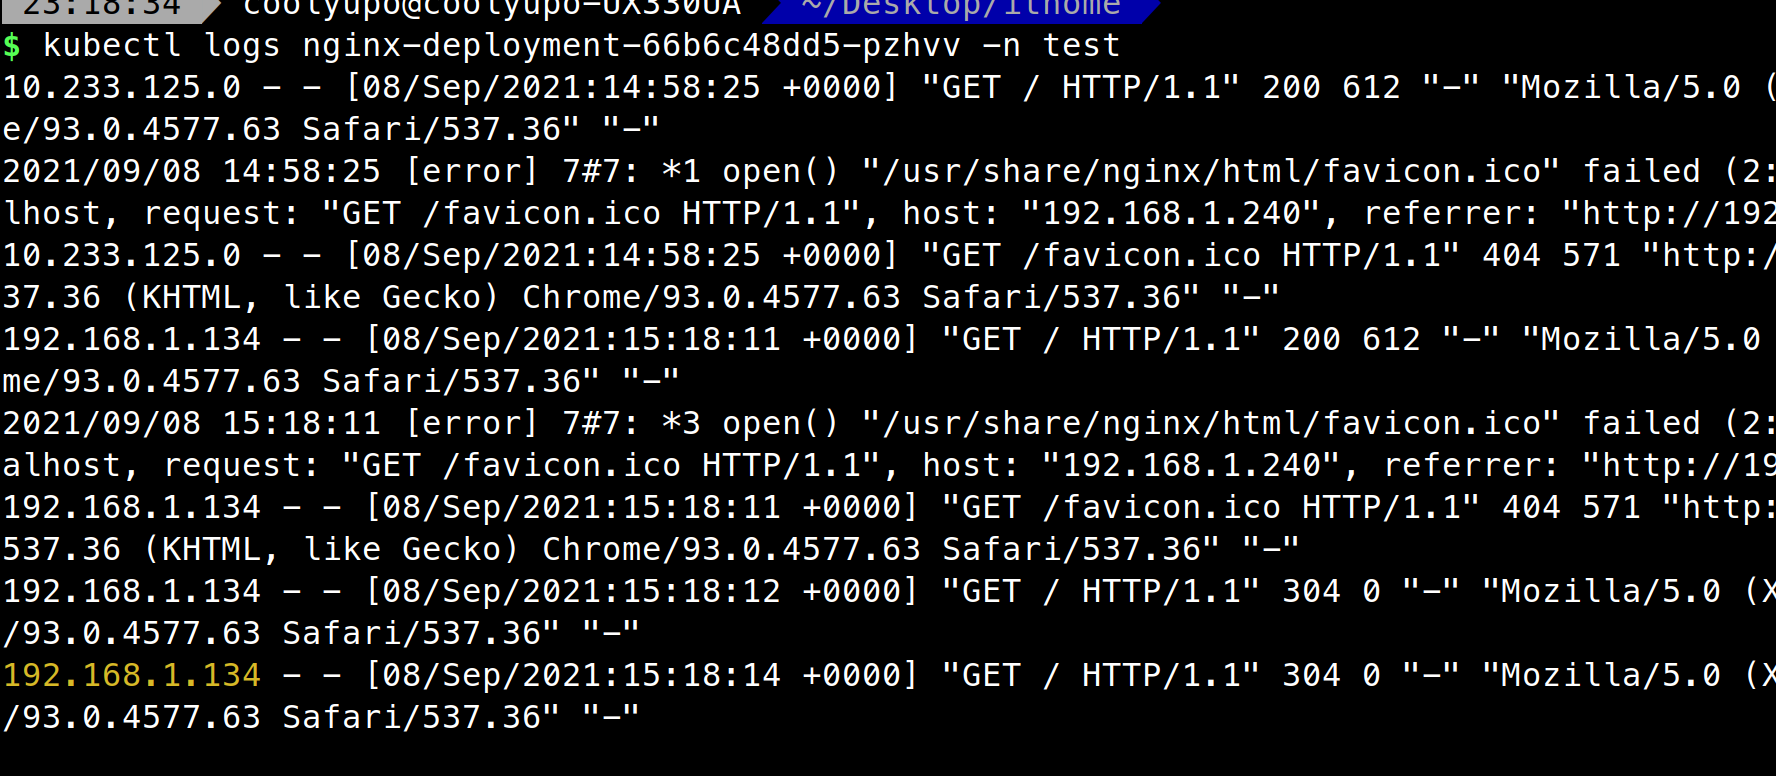 23:18:34 coolyupo@coolyupo-UX330UA ~/Desktop/ithome
$ kubectl logs nginx-deployment-66b6c48dd5-pzhvv -n test
10.233.125.0 - - [08/Sep/2021:14:58:25 +0000] "GET / HTTP/1.1" 200 612 "-" "Mozilla/5.0 (
e/93.0.4577.63 Safari/537.36" "-"
2021/09/08 14:58:25 [error] 7#7: *1 open() "/usr/share/nginx/html/favicon.ico" failed (2:
lhost, request: "GET /favicon.ico HTTP/1.1", host: "192.168.1.240", referrer: "http://192
10.233.125.0 - - [08/Sep/2021:14:58:25 +0000] "GET /favicon.ico HTTP/1.1" 404 571 "http:/
37.36 (KHTML, like Gecko) Chrome/93.0.4577.63 Safari/537.36" "-"
192.168.1.134 - - [08/Sep/2021:15:18:11 +0000] "GET / HTTP/1.1" 200 612 "-" "Mozilla/5.0
me/93.0.4577.63 Safari/537.36" "-"
2021/09/08 15:18:11 [error] 7#7: *3 open() "/usr/share/nginx/html/favicon.ico" failed (2:
alhost, request: "GET /favicon.ico HTTP/1.1", host: "192.168.1.240", referrer: "http://19
192.168.1.134 - - [08/Sep/2021:15:18:11 +0000] "GET /favicon.ico HTTP/1.1" 404 571 "http:
537.36 (KHTML, like Gecko) Chrome/93.0.4577.63 Safari/537.36" "-"
192.168.1.134 - - [08/Sep/2021:15:18:12 +0000] "GET / HTTP/1.1" 304 0 "-" "Mozilla/5.0 (X
/93.0.4577.63 Safari/537.36" "-"
192.168.1.134 - - [08/Sep/2021:15:18:14 +0000] "GET / HTTP/1.1" 304 0 "-" "Mozilla/5.0 (X
/93.0.4577.63 Safari/537.36" "-"